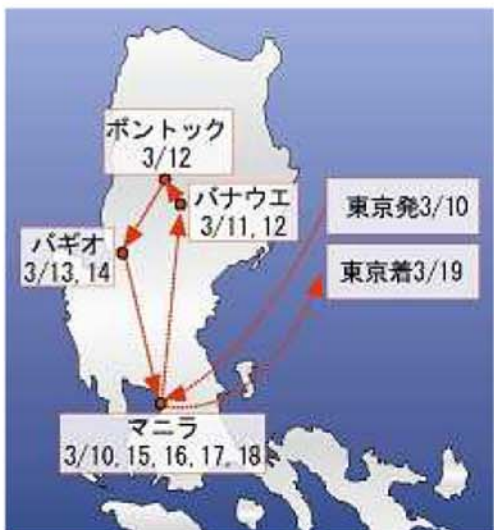 ボントック
3/12
バナウエ
3/11, 12
東京発3/10
バギオ
3/13, 14
東京着3/19
マニラ
3/10, 15, 16, 17, 18